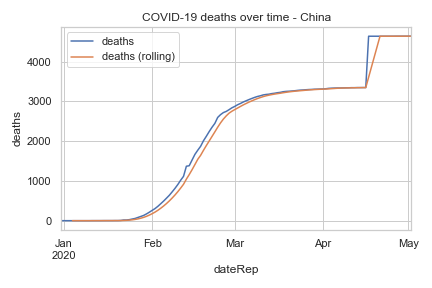 COVID-19 deaths over time - China
deaths
deaths (rolling)
4000
3000
2000
1000
0
deaths
Jan
2020
Feb
Mar
Apr
May
dateRep